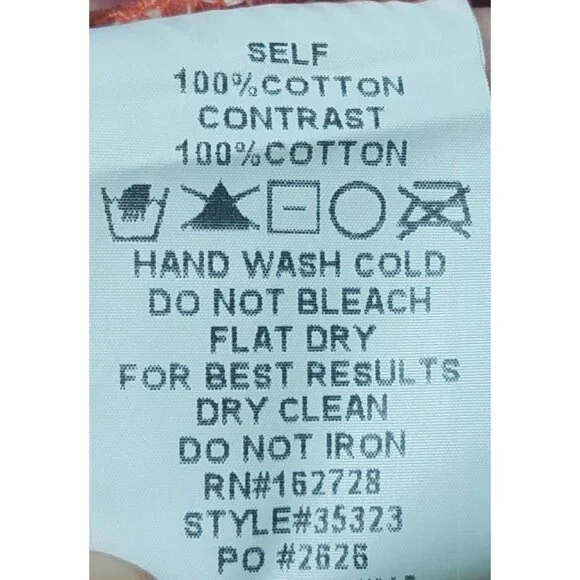 SELF
100%COTTON
CONTRAST
100%COTTON
HAND WASH COLD
DO NOT BLEACH
FLAT DRY
FOR BEST RESULTS
DRY CLEAN
DO NOT IRON
RN#162728
STYLE#35323
PO #2626